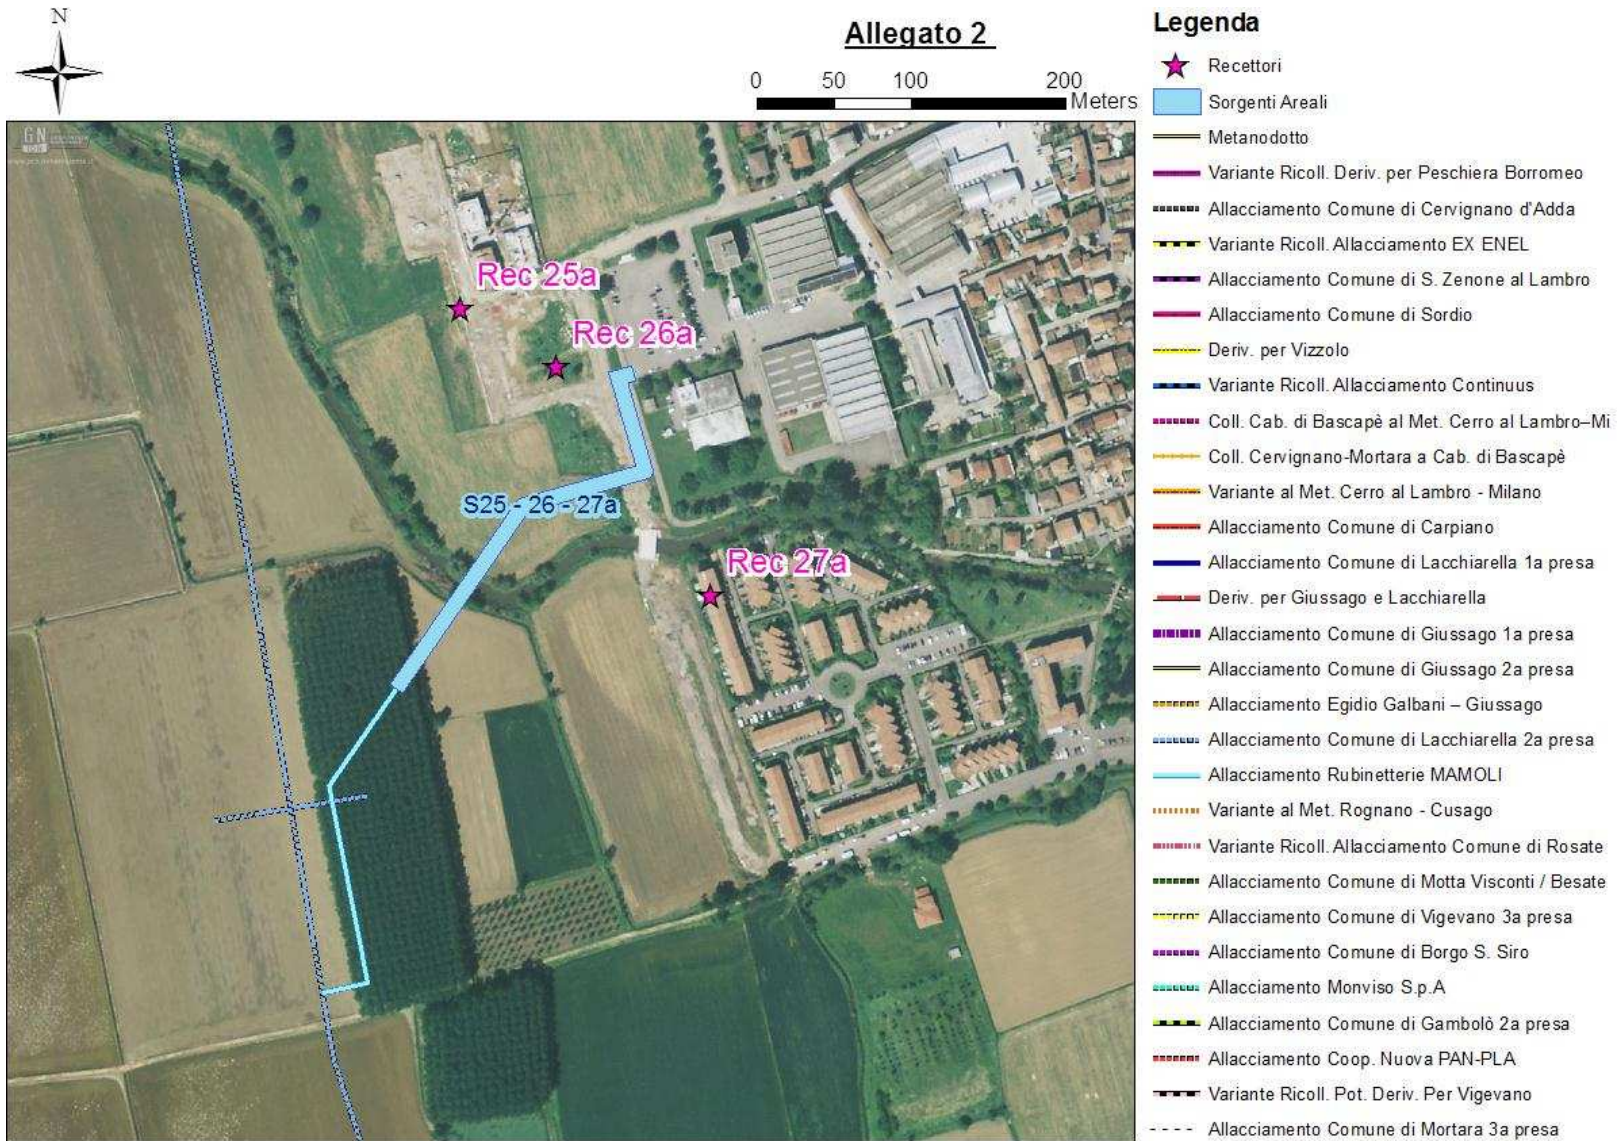 N
Allegato 2
0 50 100 200
Meters
GN
Rec 25a
Rec 26a
S25 - 26 - 27a
Rec 27a
Legenda
Recettori
Sorgenti Areali
Metanodotto
Variante Ricoll. Deriv. per Peschiera Borromeo
Allacciamento Comune di Cervignano d'Adda
Variante Ricoll. Allacciamento EX ENEL
Allacciamento Comune di S. Zenone al Lambro
Allacciamento Comune di Sordio
Deriv. per Vizzolo
Variante Ricoll. Allacciamento Continuus
Coll. Cab. di Bascapè al Met. Cerro al Lambro–Mi
Coll. Cervignano-Mortara a Cab. di Bascapè
Variante al Met. Cerro al Lambro - Milano
Allacciamento Comune di Carpiano
Allacciamento Comune di Lacchiarella 1a presa
Deriv. per Giussago e Lacchiarella
Allacciamento Comune di Giussago 1a presa
Allacciamento Comune di Giussago 2a presa
Allacciamento Egidio Galbani – Giussago
Allacciamento Comune di Lacchiarella 2a presa
Allacciamento Rubinetterie MAMOLI
Variante al Met. Rognano - Cusago
Variante Ricoll. Allacciamento Comune di Rosate
Allacciamento Comune di Motta Visconti / Besate
Allacciamento Comune di Vigevano 3a presa
Allacciamento Comune di Borgo S. Siro
Allacciamento Monviso S.p.A
Allacciamento Comune di Gambolò 2a presa
Allacciamento Coop. Nuova PAN-PLA
Variante Ricoll. Pot. Deriv. Per Vigevano
Allacciamento Comune di Mortara 3a presa